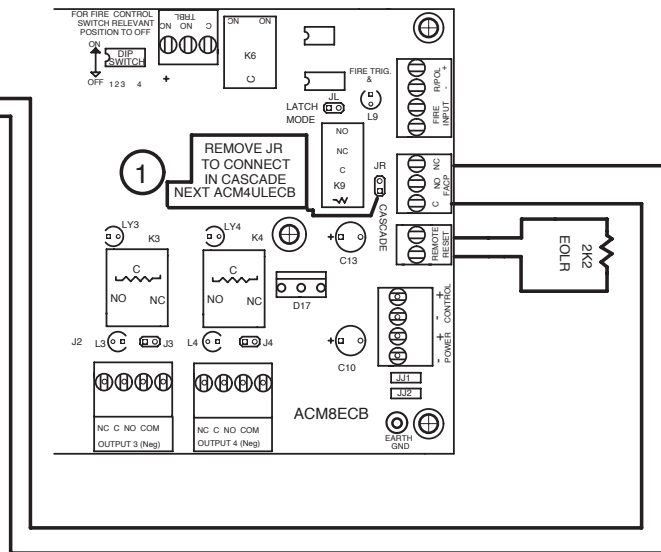 FOR FIRE CONTROL
SWITCH RELEVANT
POSITION TO OFF
ON
DIP
SWITCH
OFF 1 2 3 4
+
TRBL
NC NO C
NC NO
K6
C
FIRE TRIG.
&
JL
L9
LATCH
MODE
NO
NC
C
K9
JR
CASCADE
1
REMOVE JR
TO CONNECT
IN CASCADE
NEXT ACM4ULECB
R/POL + -
FIRE
INPUT
C NO NC
FACP
REMOTE
RESET
2K2
EOLR
LY3
K3
C
NO NC
LY4
K4
C
NO NC
+
C13
D17
+
C10
- + - +
POWER CONTROL
J2 L3 J3
L4 J4
JJ1
JJ2
NC C NO COM
OUTPUT 3 (Neg)
NC C NO COM
OUTPUT 4 (Neg)
ACM8ECB
EARTH
GND